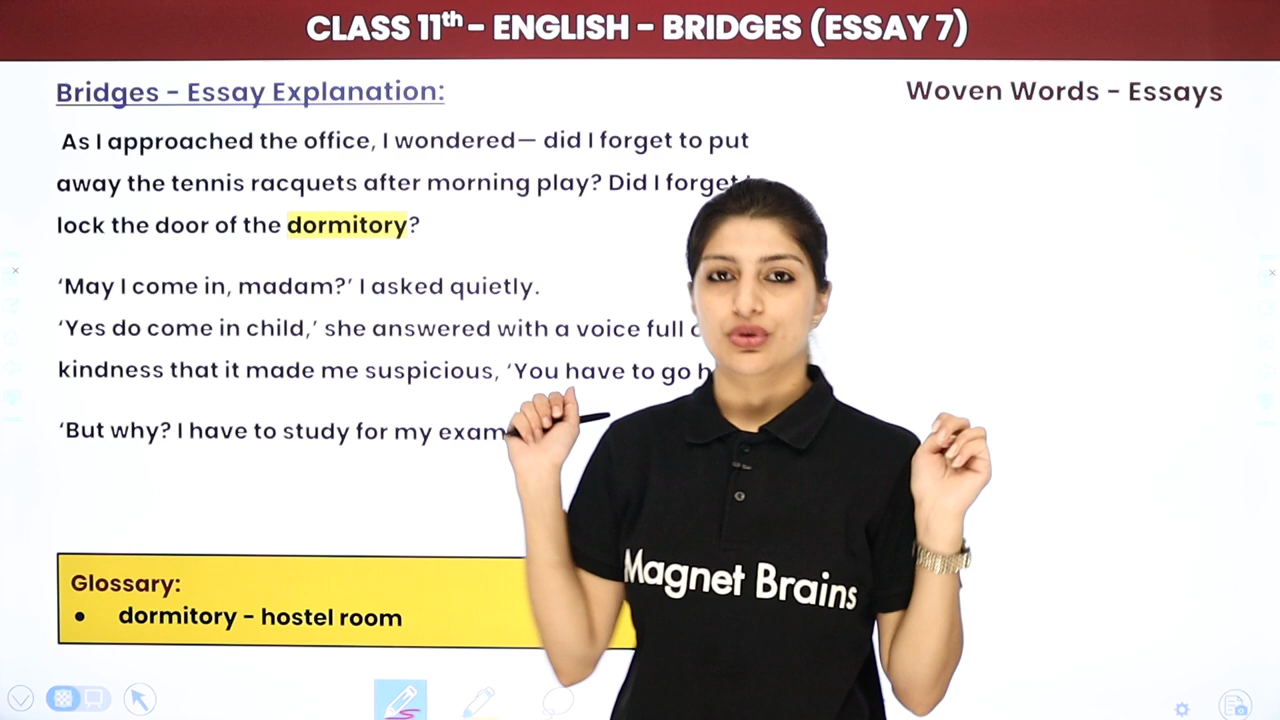 CLASS 11th - ENGLISH - BRIDGES (ESSAY 7)
Bridges - Essay Explanation:
Woven Words - Essays
As I approached the office, I wondered— did I forget to put
away the tennis racquets after morning play? Did I forget
lock the door of the dormitory?
‘May I come in, madam?’ I asked quietly.
‘Yes do come in child,’ she answered with a voice full
kindness that it made me suspicious, ‘You have to go
‘But why? I have to study for my exam
Glossary:
• dormitory - hostel room
Magnet Brains